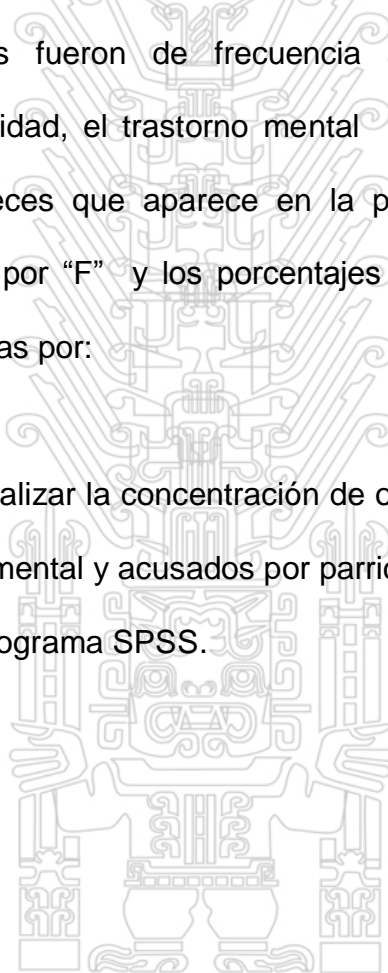 s fueron de frecuencia
idad, el trastorno mental
eces que aparece en la p
por “F” y los porcentajes
as por:
alizar la concentración de
mental y acusados por parric
ograma SPSS.